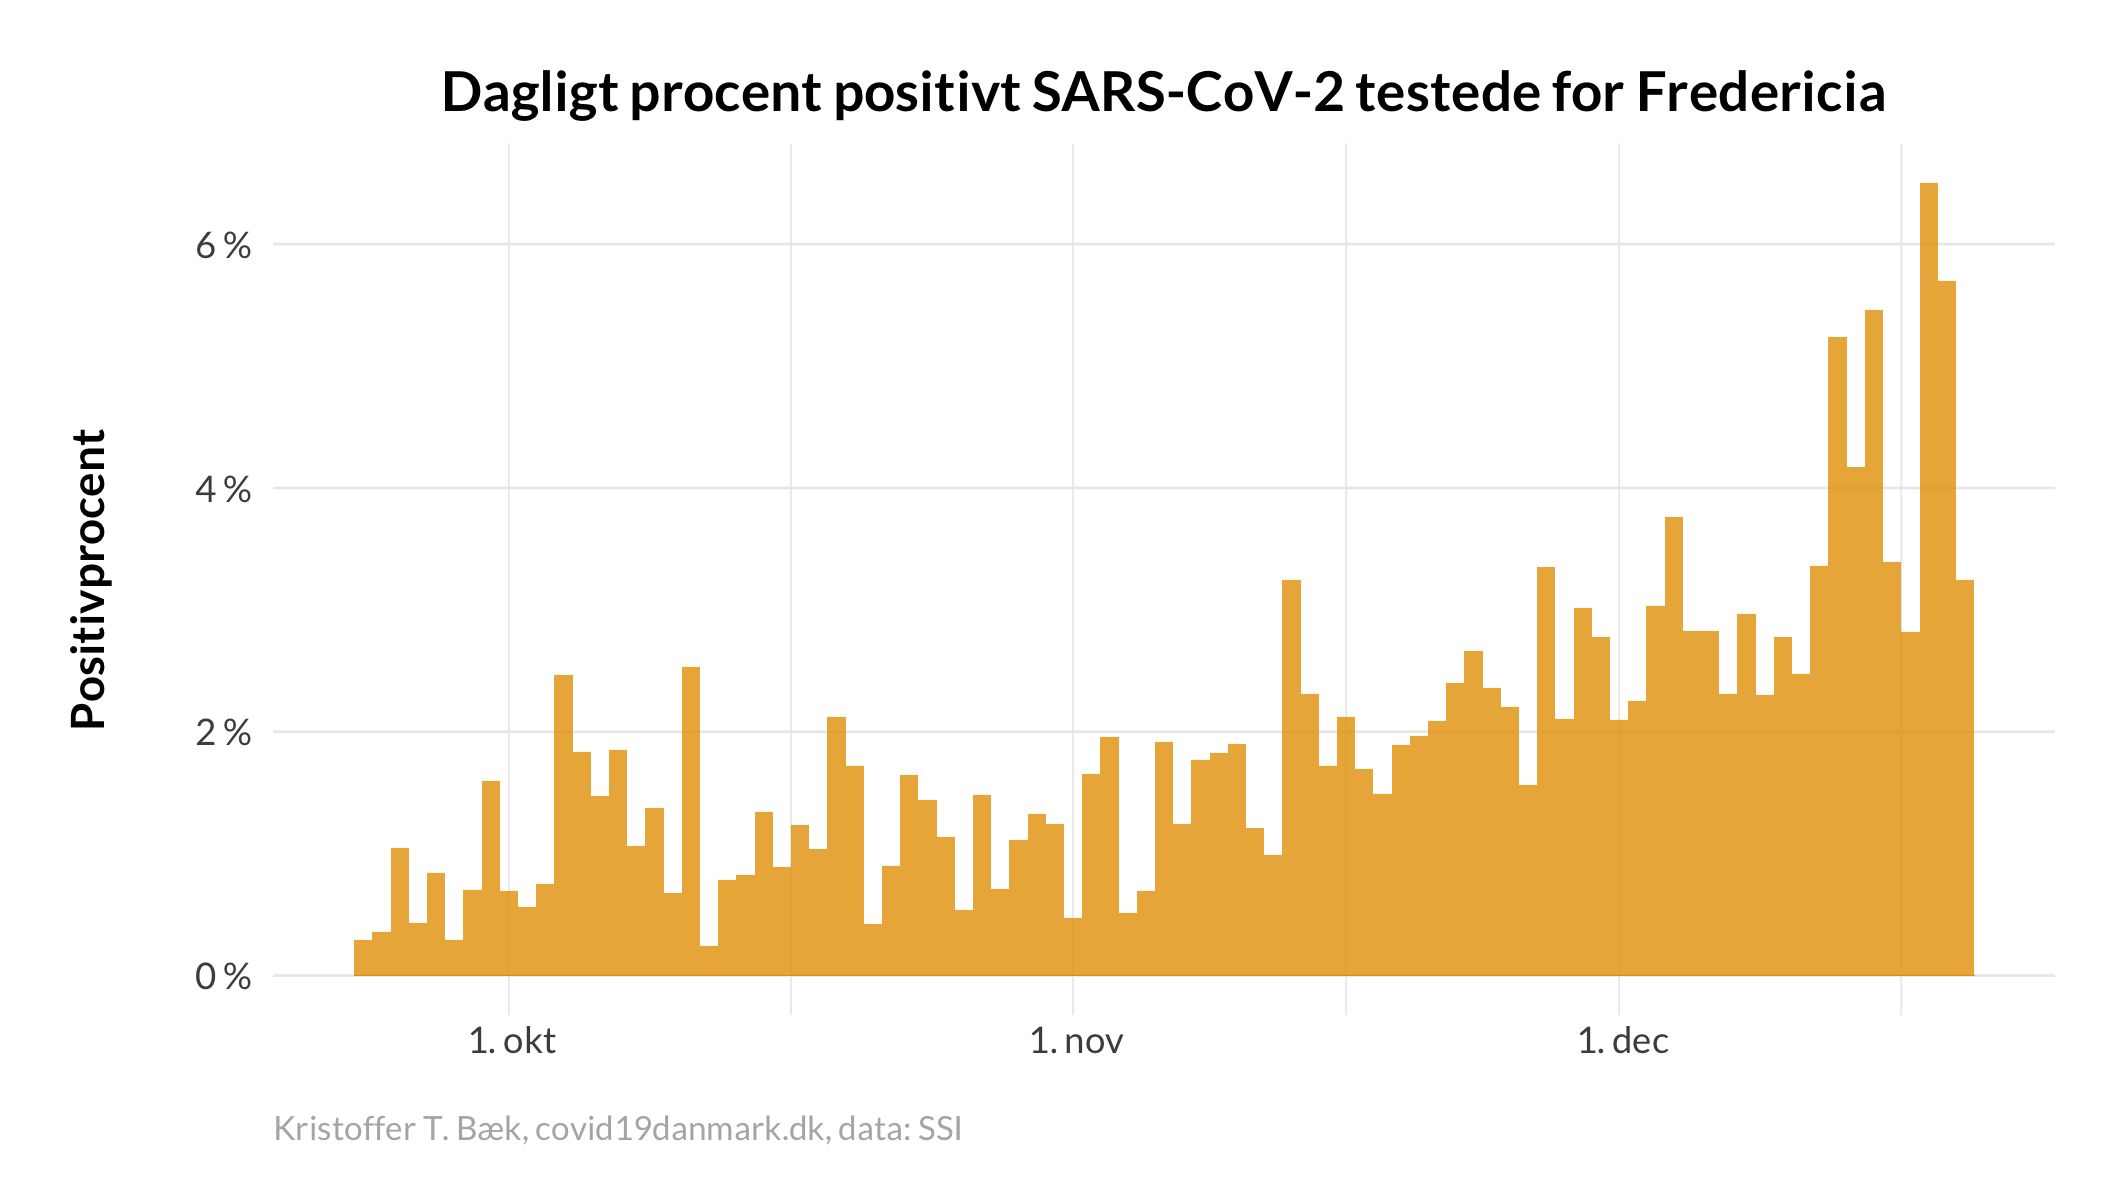 Dagligt procent positivt SARS-CoV-2 testede for Fredericia
Positivprocent
6 %
4 %
2 %
0 %
1. okt
1. nov
1. dec
Kristoffer T. Bæk, covid19danmark.dk, data: SSI